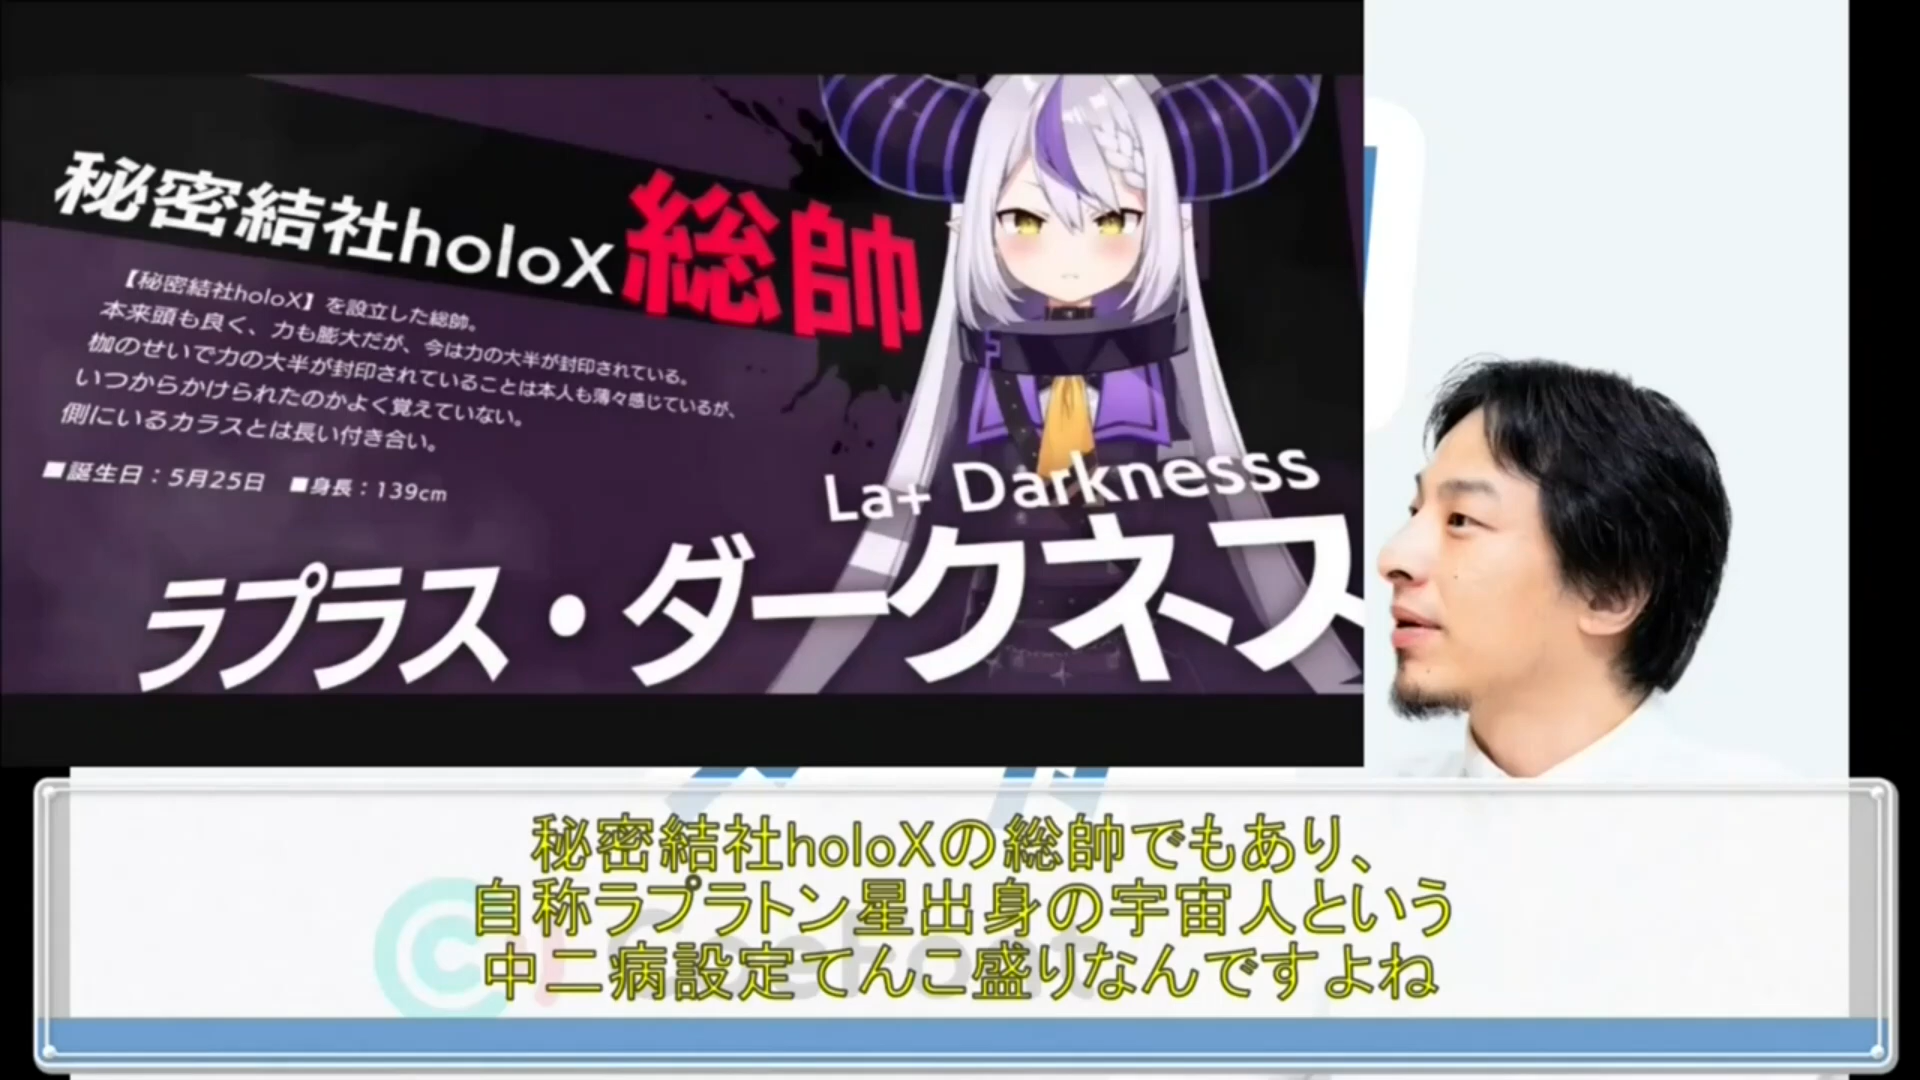 秘密結社holoX総帥
【秘密結社holoX】を設立した総帥。
本来頭も良く、力も膨大だが、今は力の大半が封印されている。
枷のせいで力の大半が封印されていることは本人も薄々感じているが、
いつからかけられたのかよく覚えていない。
側にいるカラスとは長い付き合い。
■誕生日：5月25日 ■身長：139cm
La+ Darknesss
ラプラス・ダークネス
秘密結社holoXの総帥でもあり、
自称ラプラトン星出身の宇宙人という
中二病設定てんこ盛りなんですよね